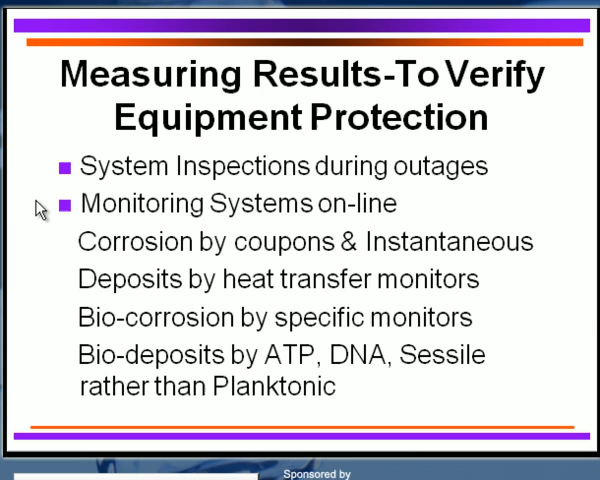 Measuring Results-To Verify
Equipment Protection
System Inspections during outages
Monitoring Systems on-line
Corrosion by coupons & Instantaneous
Deposits by heat transfer monitors
Bio-corrosion by specific monitors
Bio-deposits by ATP, DNA, Sessile
rather than Planktonic
Sponsored by